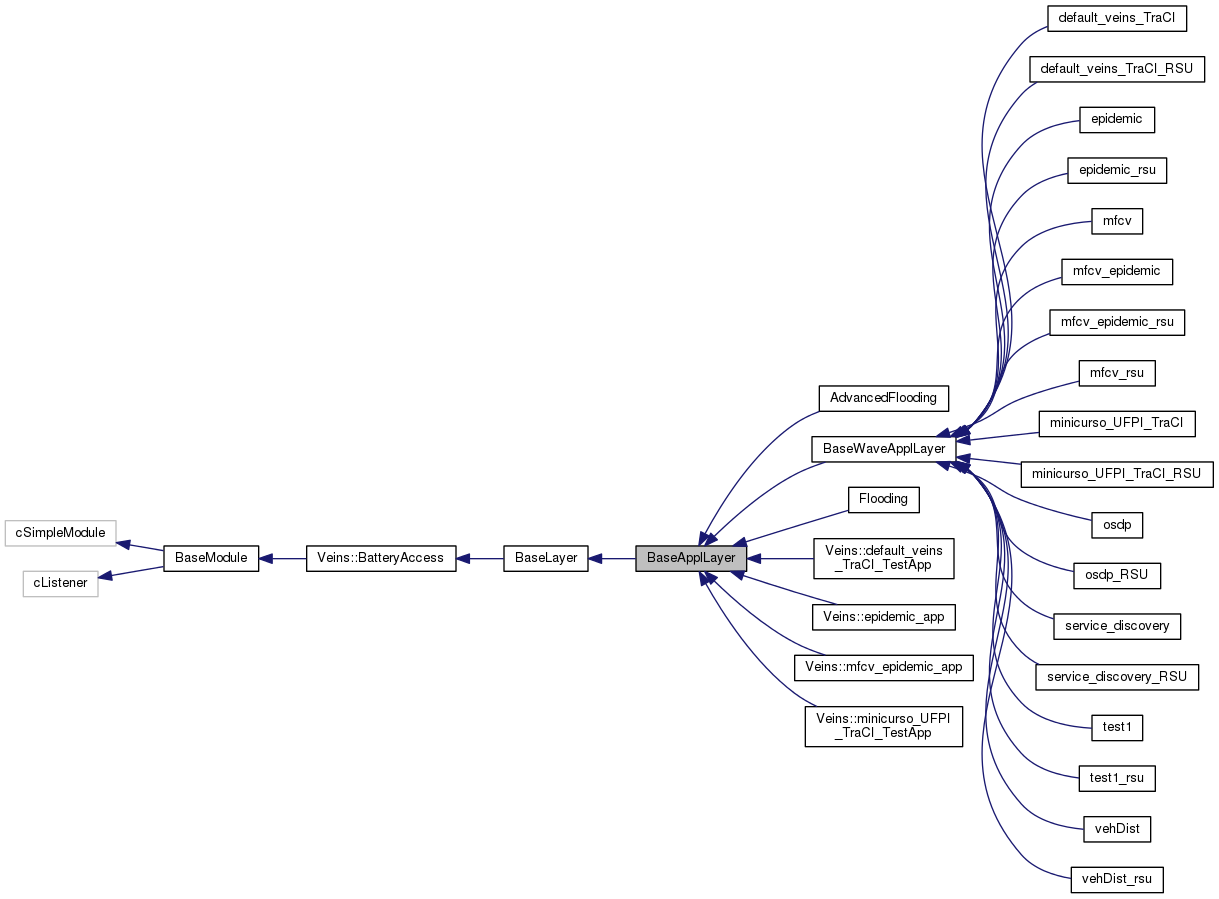 cSimpleModule
cListener
BaseModule
Veins::BatteryAccess
BaseLayer
BaseApplLayer
AdvancedFlooding
BaseWaveApplLayer
Flooding
Veins::default_veins
_TraCI_TestApp
Veins::epidemic_app
Veins::mfcv_epidemic_app
Veins::minicurso_UFPI
_TraCI_TestApp
default_veins_TraCI
default_veins_TraCI_RSU
epidemic
epidemic_rsu
mfcv
mfcv_epidemic
mfcv_epidemic_rsu
mfcv_rsu
minicurso_UFPI_TraCI
minicurso_UFPI_TraCI_RSU
osdp
osdp_RSU
service_discovery
service_discovery_RSU
test1
test1_rsu
vehDist
vehDist_rsu